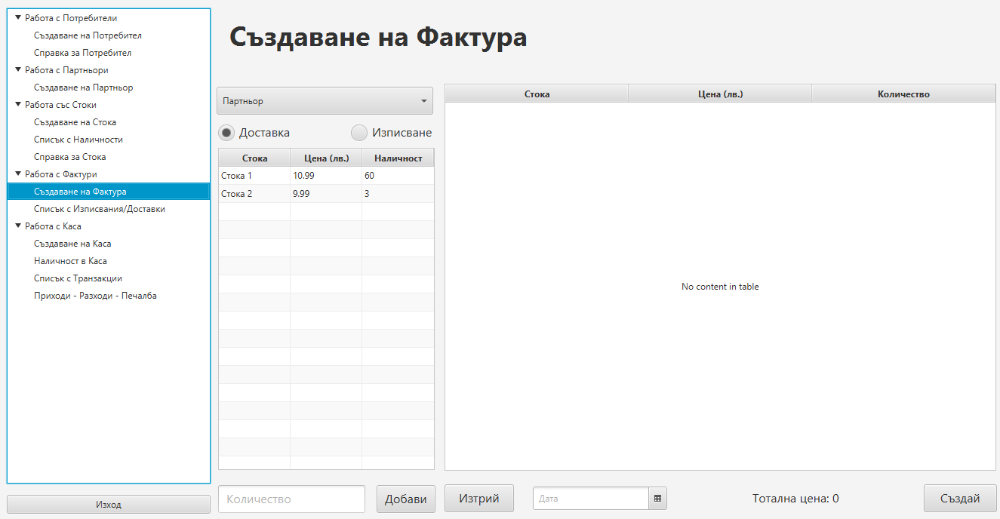 Работа с Потребители
Създаване на Потребител
Справка за Потребител
Работа с Партньори
Създаване на Партньор
Работа със Стоки
Създаване на Стока
Списък с Наличности
Справка за Стока
Работа с Фактури
Създаване на Фактура
Списък с Изписвания/Доставки
Работа с Каса
Създаване на Каса
Наличност в Каса
Списък с Транзакции
Приходи - Разходи - Печалба
Изход
Създаване на Фактура
Партньор
Доставка Изписване
Стока Цена (лв.) Наличност
Стока 1 10.99 60
Стока 2 9.99 3
Количество Добави
Стока Цена (лв.) Количество
No content in table
Изтрий Дата Тотална цена: 0 Създай